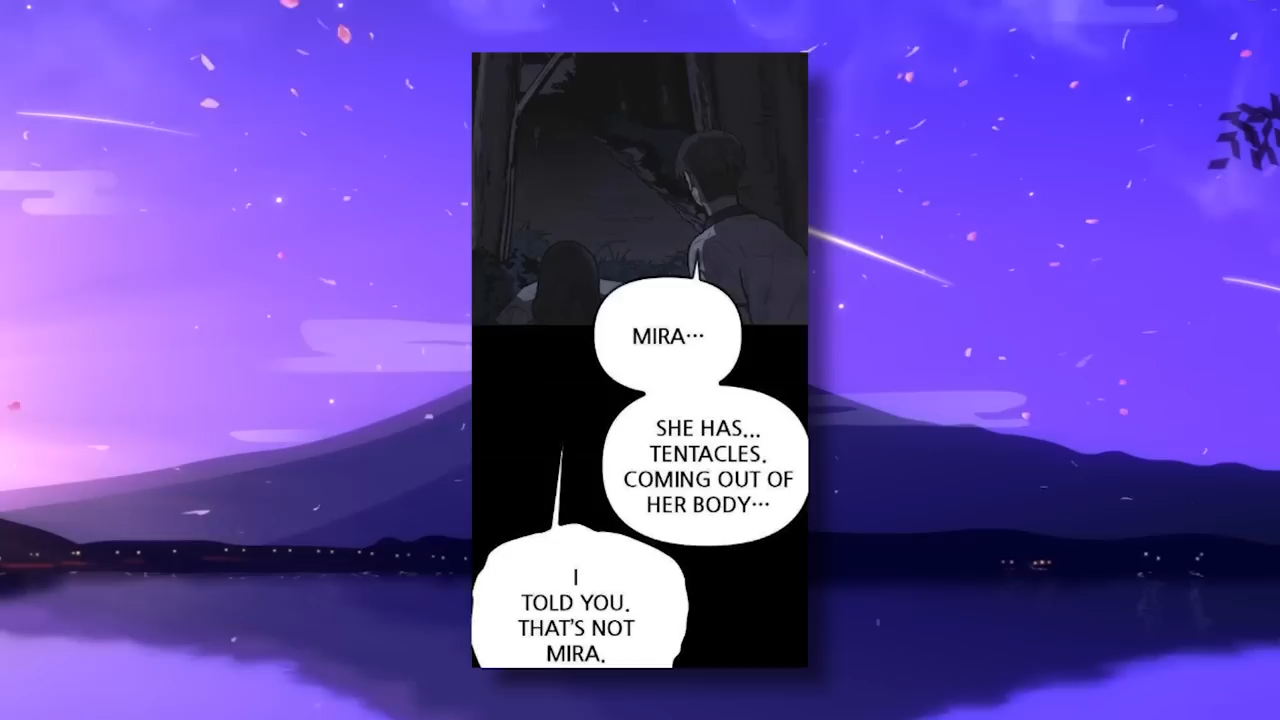 MIRA···
SHE HAS...
TENTACLES.
COMING OUT OF
HER BODY···
I
TOLD YOU.
THAT'S NOT
MIRA.